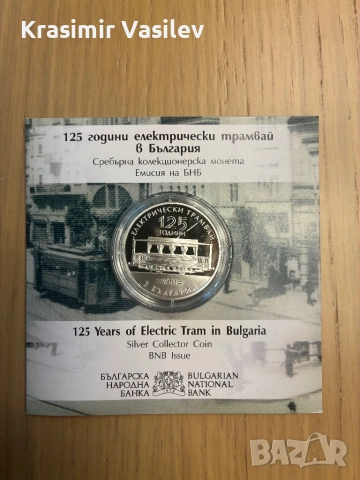 Krasimir Vasilev
125 години електрически трамвай
в България
Сребърна колекционерска монета
Емисия на БНБ
ЕЛЕКТРИЧЕСКИ ТРАМВАЙ
125
ГОДИНИ
В БЪЛГАРИЯ
125 Years of Electric Tram in Bulgaria
Silver Collector Coin
BNB Issue
БЪЛГАРСКА НАРОДНА БАНКА
BULGARIAN NATIONAL BANK
BAZAR